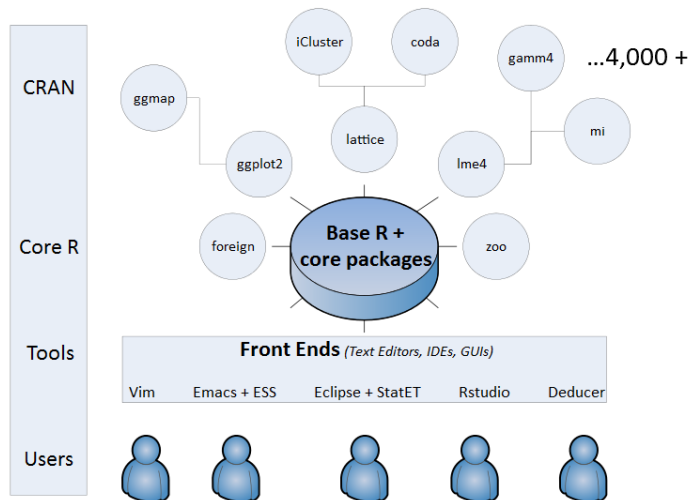 CRAN
iCluster
coda
gamm4
...4,000 +
ggmap
mi
lattice
ggplot2
lme4
Core R
foreign
Base R +
core packages
zoo
Tools
Front Ends (Text Editors, IDEs, GUIs)
Vim
Emacs + ESS
Eclipse + StatET
Rstudio
Deducer
Users